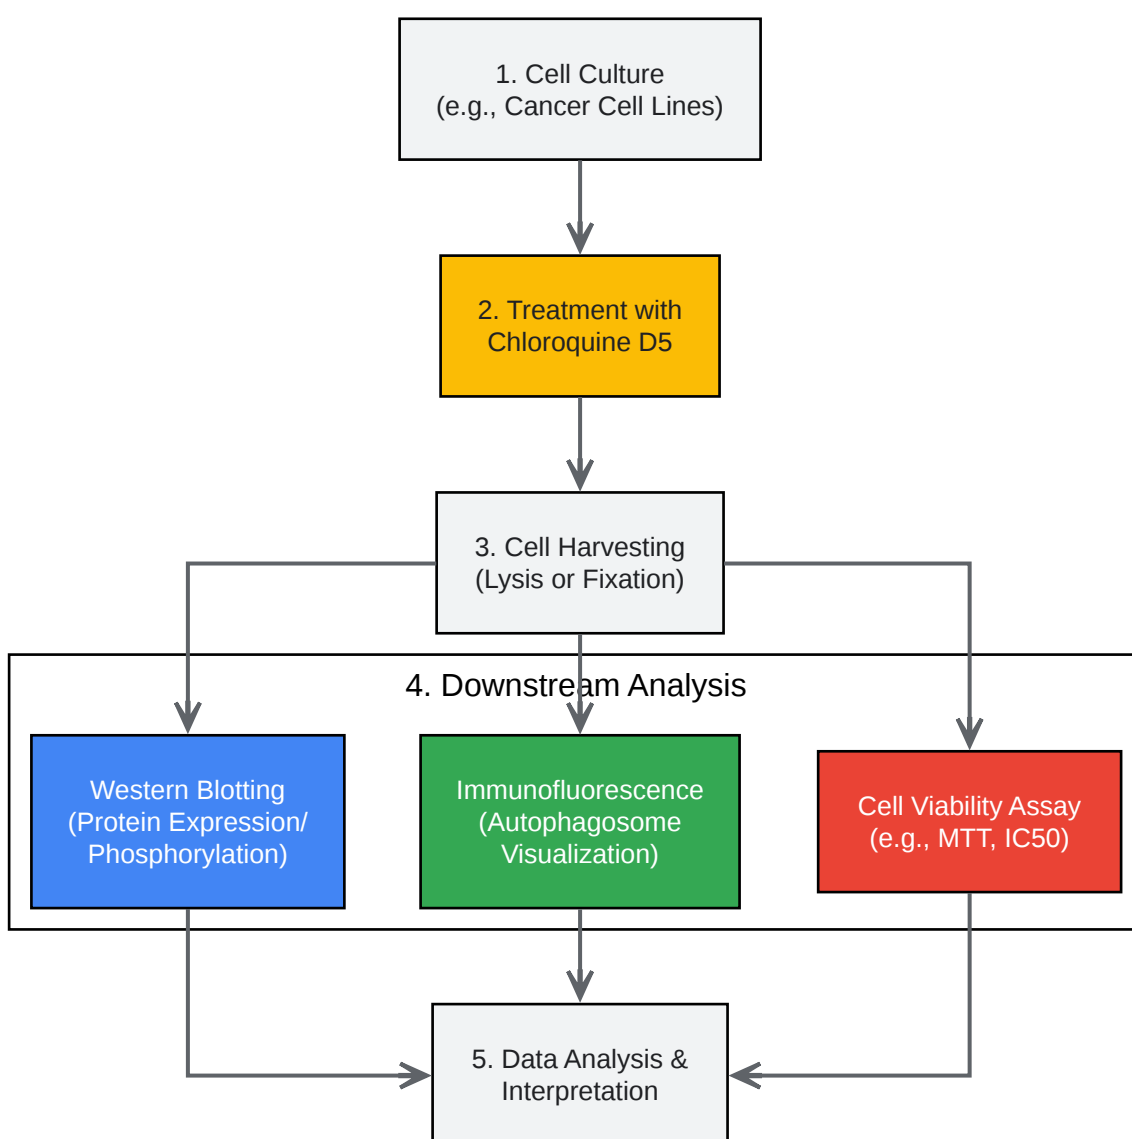 1. Cell Culture
(e.g., Cancer Cell Lines)
2. Treatment with
Chloroquine D5
3. Cell Harvesting
(Lysis or Fixation)
4. Downstream Analysis
Western Blotting
(Protein Expression/
Phosphorylation)
Immunofluorescence
(Autophagosome
Visualization)
Cell Viability Assay
(e.g., MTT, IC50)
5. Data Analysis &
Interpretation